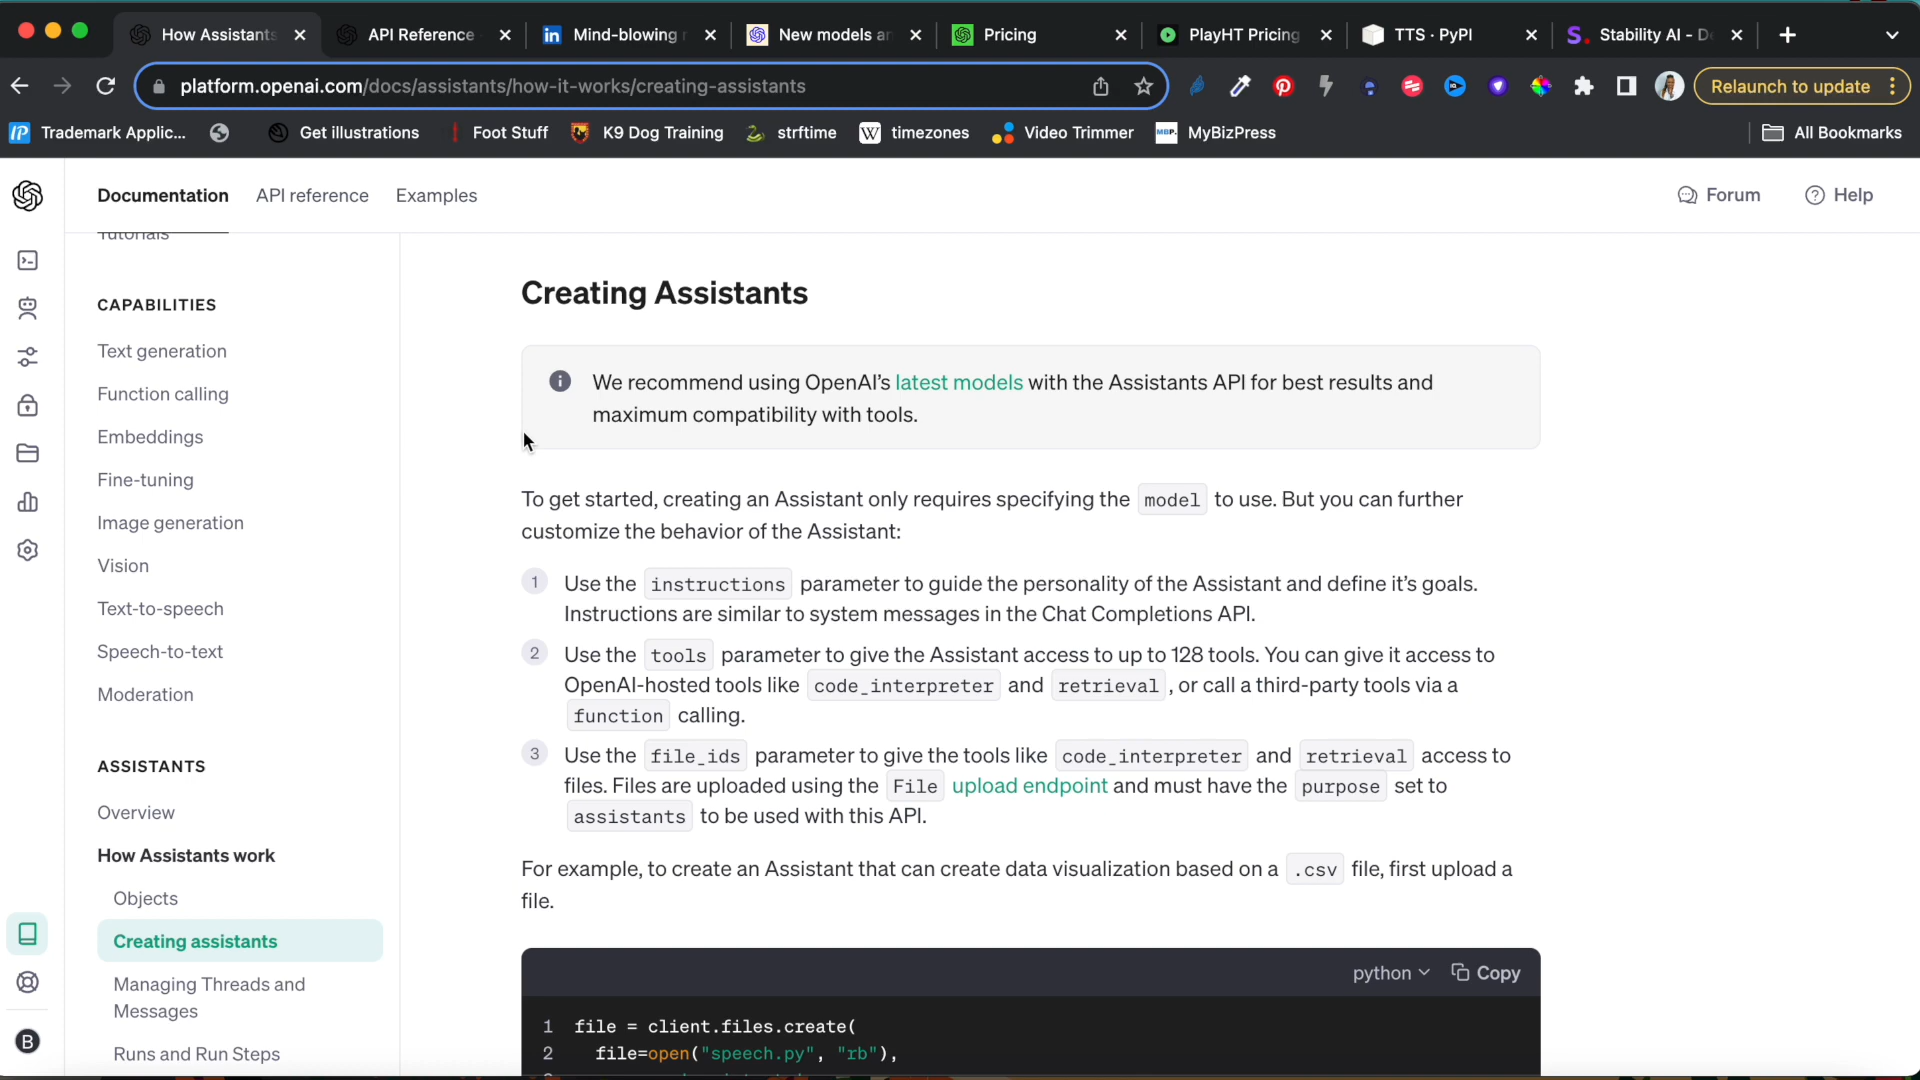 How Assistants
API Reference
Mind-blowing
New models a
Pricing
PlayHT Pricing
TTS · PyPI
S. Stability AI - D
platform.openai.com/docs/assistants/how-it-works/creating-assistants
Relaunch to update
IP Trademark Applic...
Get illustrations
Foot Stuff
K9 Dog Training
strftime
W timezones
Video Trimmer
MBP. MyBizPress
All Bookmarks
Documentation API reference Examples
Forum
Help
Tutorials
CAPABILITIES
Text generation
Function calling
Embeddings
Fine-tuning
Image generation
Vision
Text-to-speech
Speech-to-text
Moderation
ASSISTANTS
Overview
How Assistants work
Objects
Creating assistants
Managing Threads and
Messages
Runs and Run Steps
B
Creating Assistants
We recommend using OpenAI’s latest models with the Assistants API for best results and
maximum compatibility with tools.
To get started, creating an Assistant only requires specifying the model to use. But you can further
customize the behavior of the Assistant:
1 Use the instructions parameter to guide the personality of the Assistant and define it’s goals.
Instructions are similar to system messages in the Chat Completions API.
2 Use the tools parameter to give the Assistant access to up to 128 tools. You can give it access to
OpenAI-hosted tools like code_interpreter and retrieval, or call a third-party tools via a
function calling.
3 Use the file_ids parameter to give the tools like code_interpreter and retrieval access to
files. Files are uploaded using the File upload endpoint and must have the purpose set to
assistants to be used with this API.
For example, to create an Assistant that can create data visualization based on a .csv file, first upload a
file.
python Copy
1 file = client.files.create(
2 file=open("speech.py", "rb"),